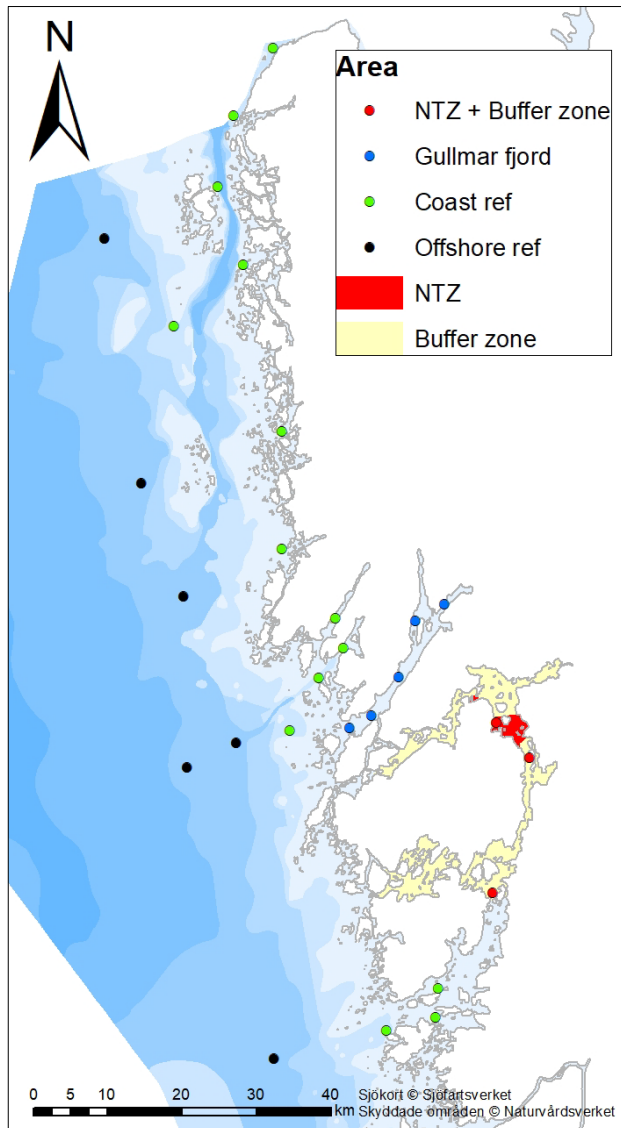 N
Area
NTZ + Buffer zone
Gullmar fjord
Coast ref
Offshore ref
NTZ
Buffer zone
0 5 10 20 30 40
km
Sjökort © Sjöfartsverket
Skyddade områden © Naturvårdsverket